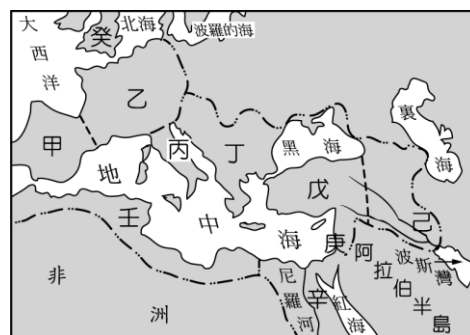 大西洋
北海
波羅的海
癸
乙
甲
丙
丁
黑海
裏海
地中海
戊
己
壬
庚
阿拉伯半島
波斯灣
尼羅河
辛
紅海
非洲